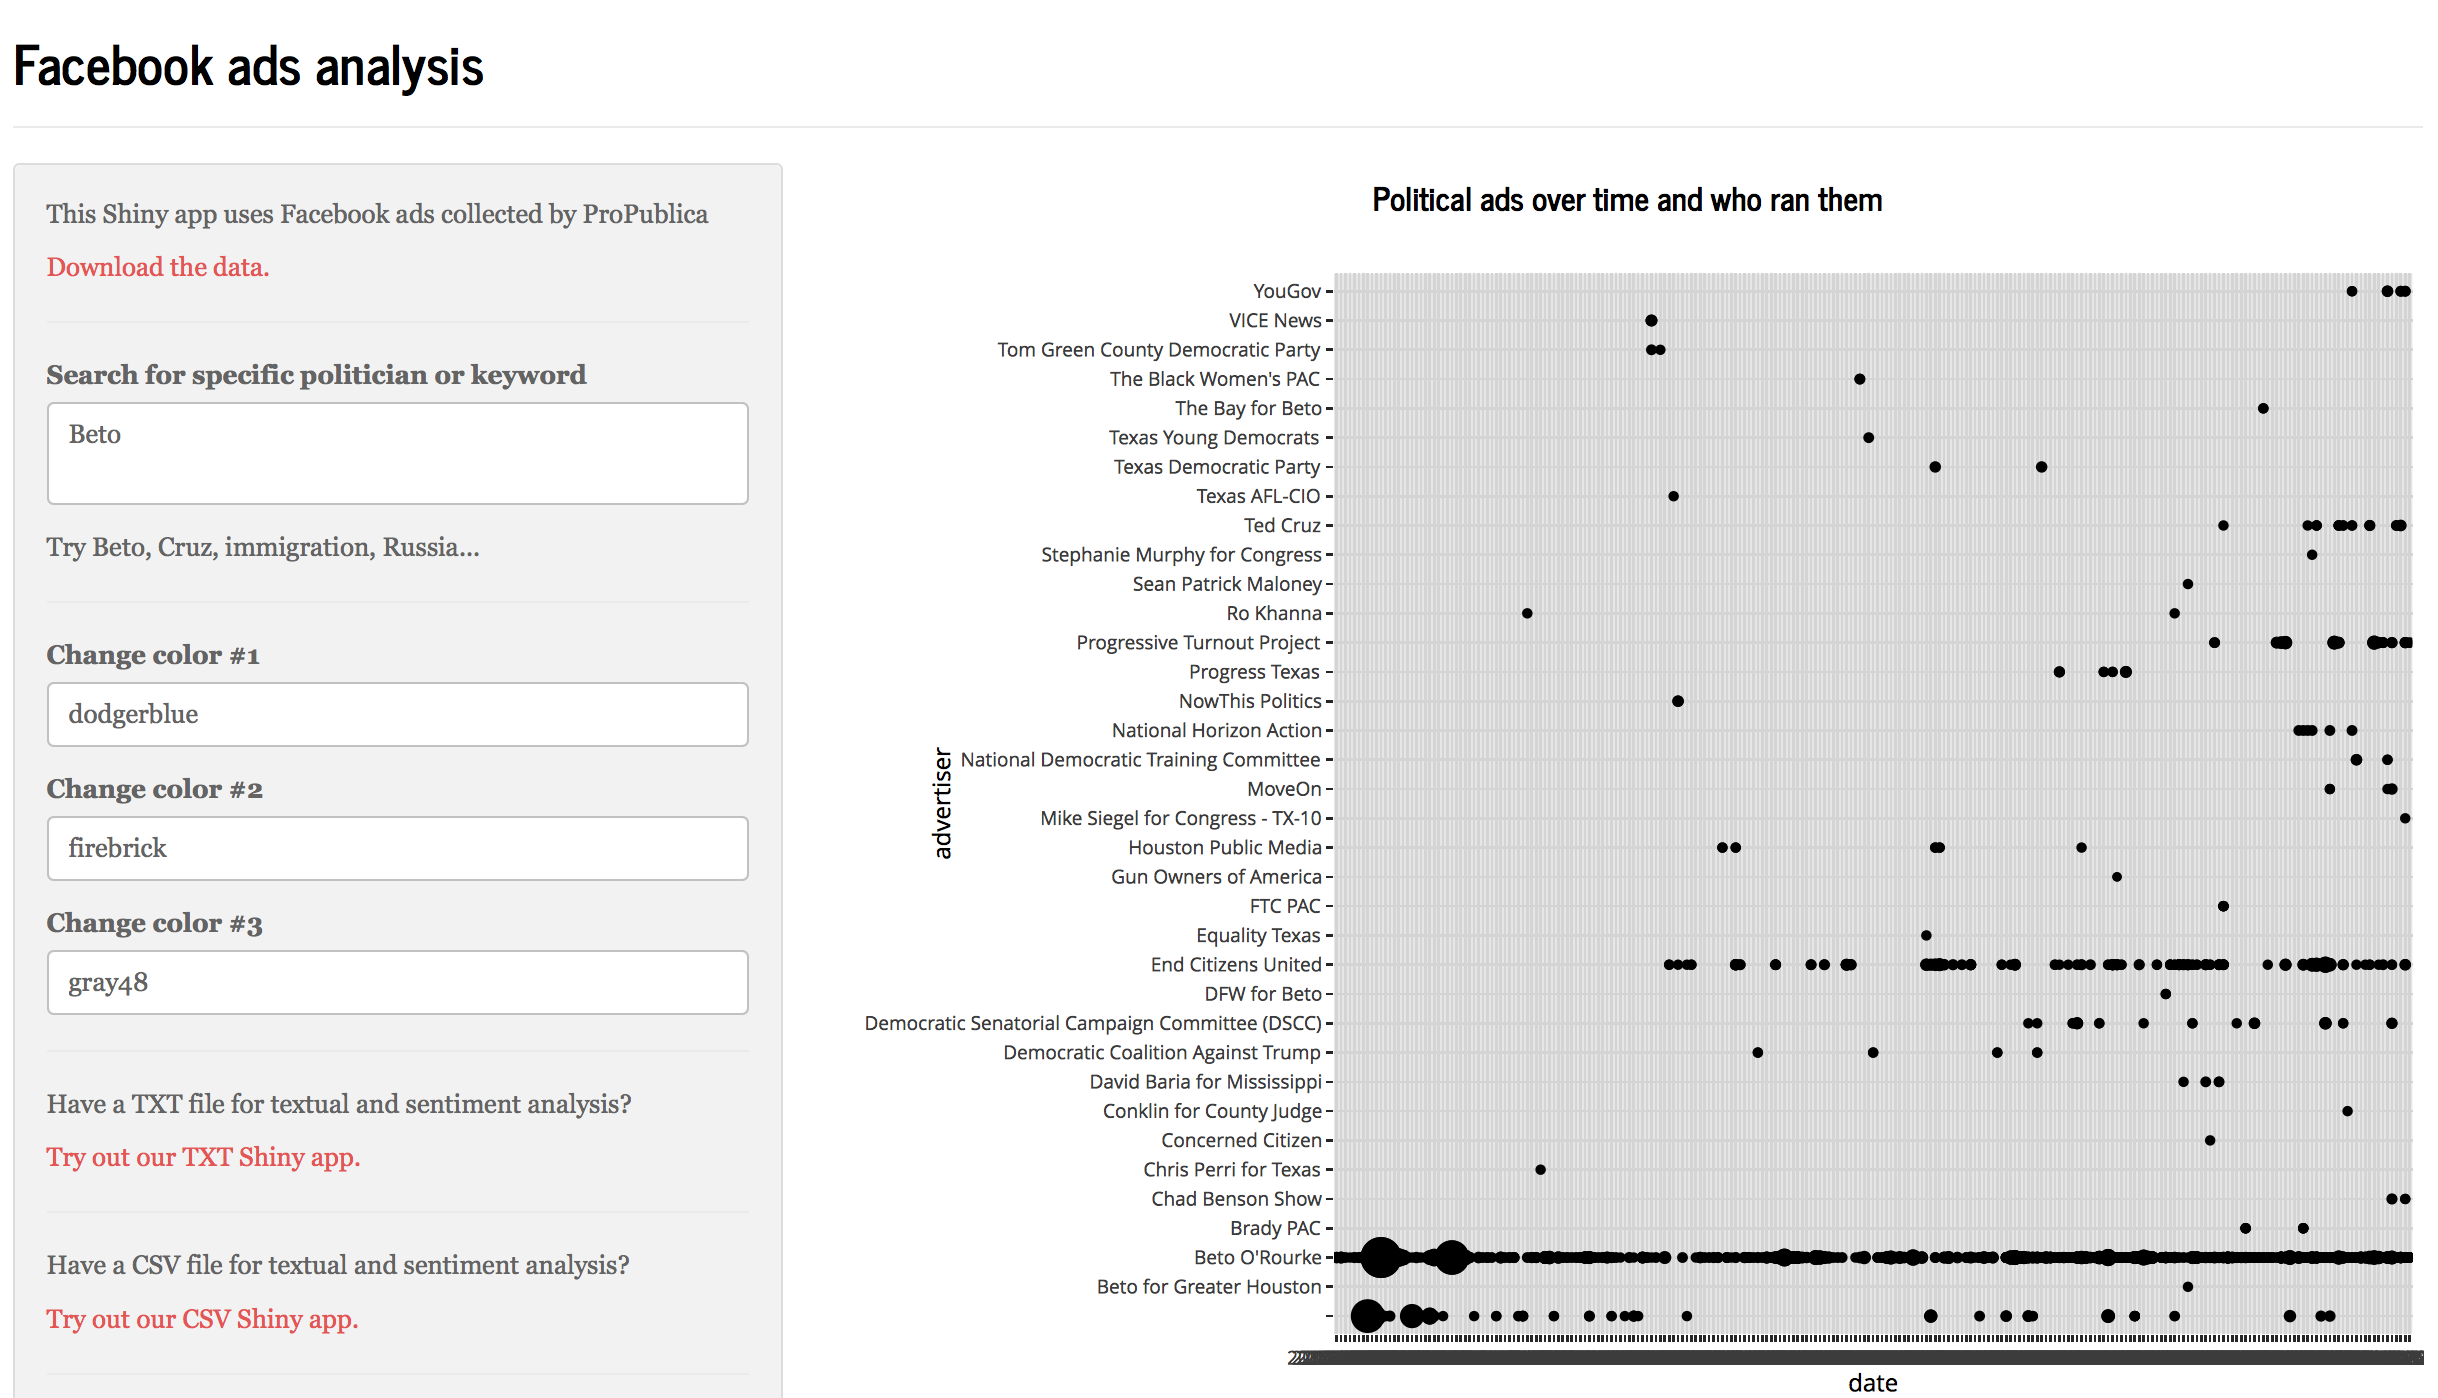 Facebook ads analysis
This Shiny app uses Facebook ads collected by ProPublica
Download the data.
Search for specific politician or keyword
Beto
Try Beto, Cruz, immigration, Russia...
Change color #1
dodgerblue
Change color #2
firebrick
Change color #3
gray48
Have a TXT file for textual and sentiment analysis?
Try out our TXT Shiny app.
Have a CSV file for textual and sentiment analysis?
Try out our CSV Shiny app.
Political ads over time and who ran them
YouGov
VICE News
Tom Green County Democratic Party
The Black Women's PAC
The Bay for Beto
Texas Young Democrats
Texas Democratic Party
Texas AFL-CIO
Ted Cruz
Stephanie Murphy for Congress
Sean Patrick Maloney
Ro Khanna
Progressive Turnout Project
Progress Texas
NowThis Politics
National Horizon Action
National Democratic Training Committee
MoveOn
Mike Siegel for Congress - TX-10
Houston Public Media
Gun Owners of America
FTC PAC
Equality Texas
End Citizens United
DFW for Beto
Democratic Senatorial Campaign Committee (DSCC)
Democratic Coalition Against Trump
David Baria for Mississippi
Conklin for County Judge
Concerned Citizen
Chris Perri for Texas
Chad Benson Show
Brady PAC
Beto O'Rourke
Beto for Greater Houston
advertiser
date